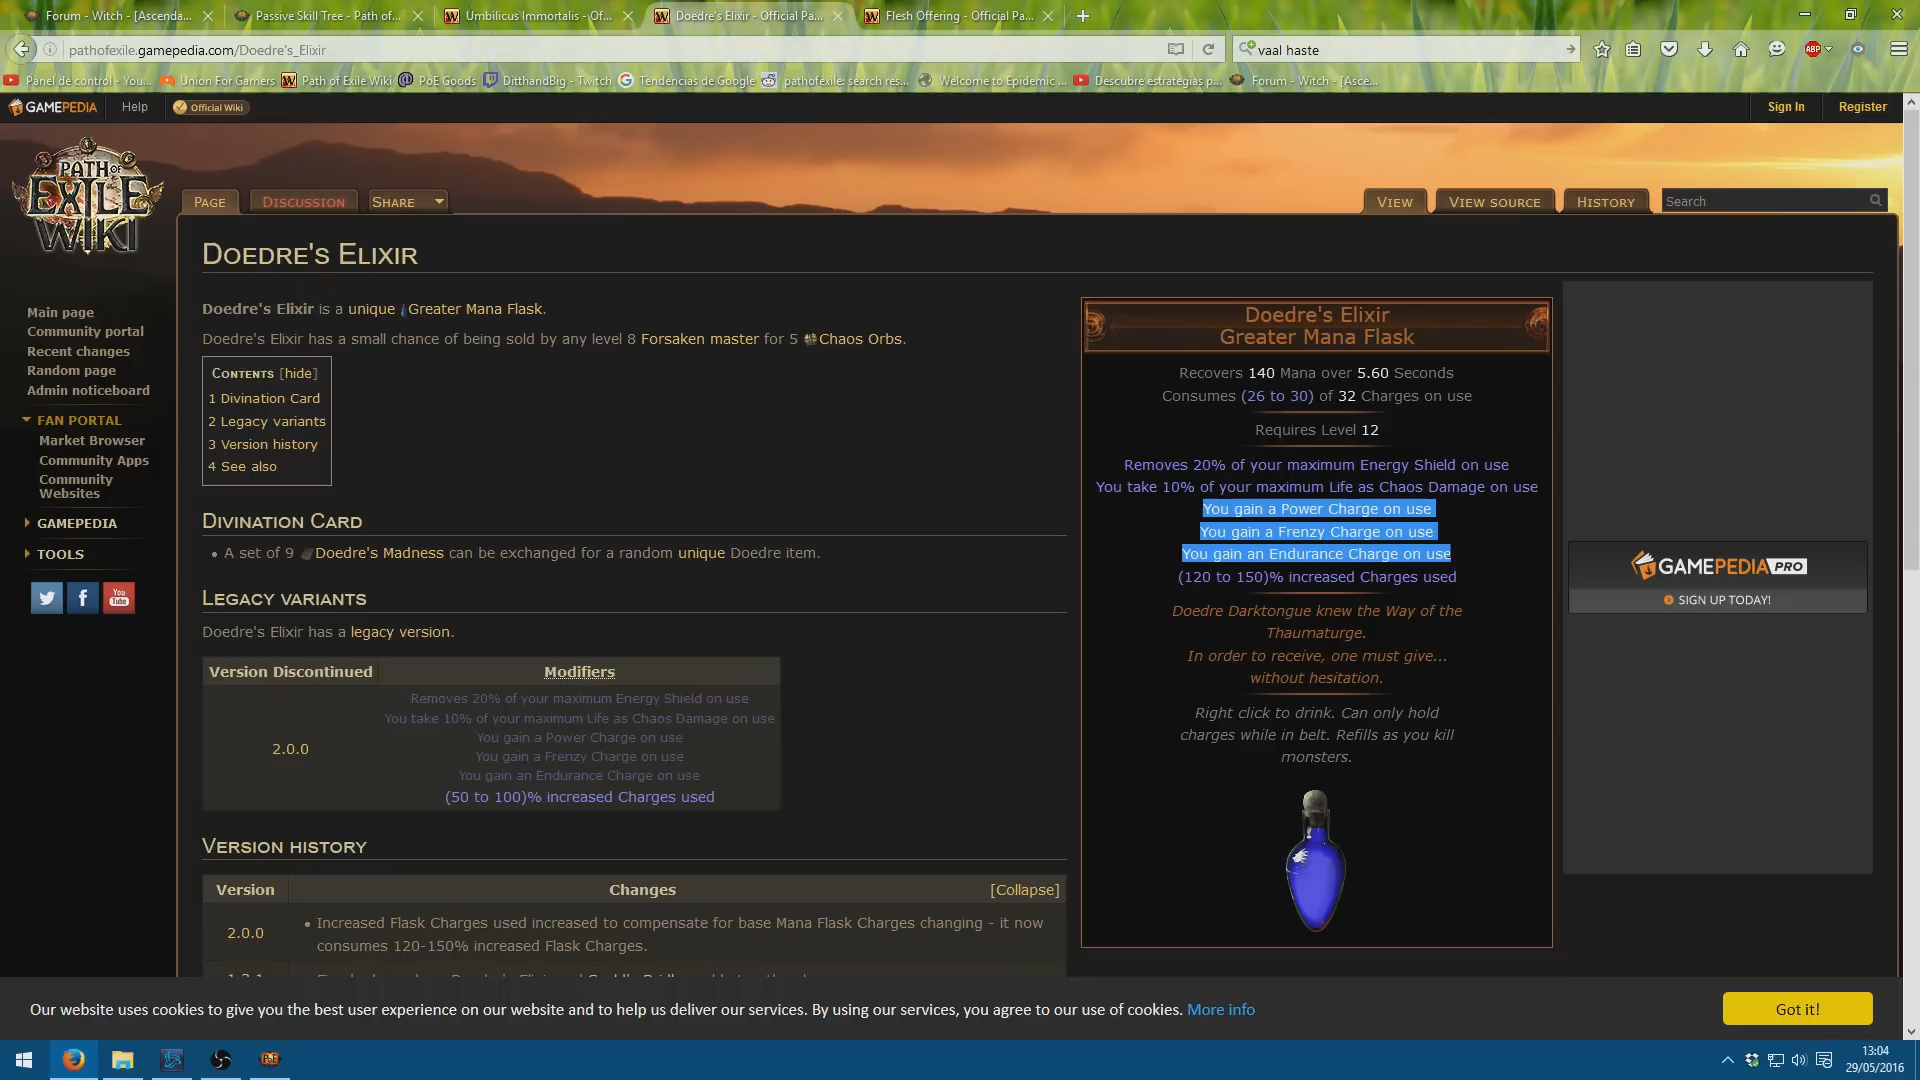 Forum - Witch - [Ascenda...
Passive Skill Tree - Path of...
Umbilicus Immortalis - Of...
Doedre's Elixir - Official Pa...
Flesh Offering - Official Pa...
pathofexile.gamepedia.com/Doedre's_Elixir
vaal haste
ABP
Panel de control - You...
Union For Gamers
Path of Exile Wiki
PoE Goods
DitthandBig - Twitch
Tendencias de Google
pathofexile: search res...
Welcome to Epidemic ...
Descubre estrategias p...
Forum - Witch - [Asce...
GAMEPEDIA
Help
Official Wiki
Sign In
Register
PATH OF
EXILE
WIKI
PAGE
DISCUSSION
SHARE
VIEW
VIEW SOURCE
HISTORY
Search
DOEDRE'S ELIXIR
Main page
Community portal
Recent changes
Random page
Admin noticeboard
FAN PORTAL
Market Browser
Community Apps
Community
Websites
GAMEPEDIA
TOOLS
You
Tube
Doedre's Elixir is a unique Greater Mana Flask.
Doedre's Elixir has a small chance of being sold by any level 8 Forsaken master for 5 Chaos Orbs.
CONTENTS [hide]
1 Divination Card
2 Legacy variants
3 Version history
4 See also
DIVINATION CARD
• A set of 9 Doedre's Madness can be exchanged for a random unique Doedre item.
LEGACY VARIANTS
Doedre's Elixir has a legacy version.
Version Discontinued
Modifiers
2.0.0
Removes 20% of your maximum Energy Shield on use
You take 10% of your maximum Life as Chaos Damage on use
You gain a Power Charge on use
You gain a Frenzy Charge on use
You gain an Endurance Charge on use
(50 to 100)% increased Charges used
VERSION HISTORY
Version
Changes
[Collapse]
2.0.0
• Increased Flask Charges used increased to compensate for base Mana Flask Charges changing - it now
consumes 120-150% increased Flask Charges.
Doedre's Elixir
Greater Mana Flask
Recovers 140 Mana over 5.60 Seconds
Consumes (26 to 30) of 32 Charges on use
Requires Level 12
Removes 20% of your maximum Energy Shield on use
You take 10% of your maximum Life as Chaos Damage on use
You gain a Power Charge on use
You gain a Frenzy Charge on use
You gain an Endurance Charge on use
(120 to 150)% increased Charges used
Doedre Darktongue knew the Way of the
Thaumaturge.
In order to receive, one must give...
without hesitation.
Right click to drink. Can only hold
charges while in belt. Refills as you kill
monsters.
GAMEPEDIA PRO
SIGN UP TODAY!
Our website uses cookies to give you the best user experience on our website and to help us deliver our services. By using our services, you agree to our use of cookies. More info
Got it!
PoE
13:04
29/05/2016